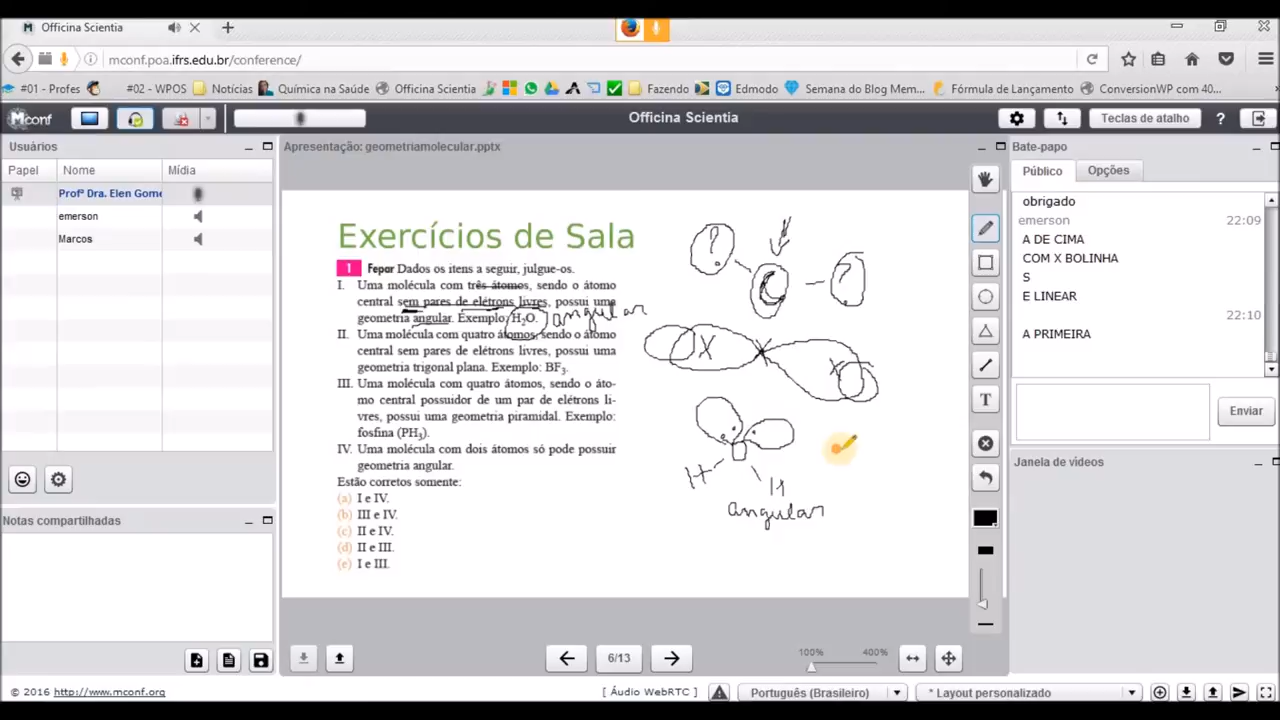 Officina Scientia
mconf.poa.ifrs.edu.br/conference/
#01 - Profes
#02 - WPOS
Notícias
Química na Saúde
Officina Scientia
Fazendo
Edmodo
Semana do Blog Mem...
Fórmula de Lançamento
ConversionWP com 40...
Mconf
Officina Scientia
Teclas de atalho
?
Usuários
Papel Nome Mídia
Profª Dra. Elen Gome
emerson
Marcos
Notas compartilhadas
Apresentação: geometriamolecular.pptx
Exercícios de Sala
1 Fepar Dados os itens a seguir, julgue-os.
I. Uma molécula com três átomos, sendo o átomo
central sem pares de elétrons livres, possui uma
geometria angular. Exemplo: H₂O. angular
II. Uma molécula com quatro átomos, sendo o átomo
central sem pares de elétrons livres, possui uma
geometria trigonal plana. Exemplo: BF₃.
III. Uma molécula com quatro átomos, sendo o áto-
mo central possuidor de um par de elétrons li-
vres, possui uma geometria piramidal. Exemplo:
fosfina (PH₃).
IV. Uma molécula com dois átomos só pode possuir
geometria angular.
Estão corretos somente:
(a) I e IV.
(b) III e IV.
(c) II e IV.
(d) II e III.
(e) I e III.
? C ?
X X
H H
angular
T
6/13
100% 400%
Bate-papo
Público Opções
obrigado
emerson 22:09
A DE CIMA
COM X BOLINHA
S
E LINEAR
22:10
A PRIMEIRA
Enviar
Janela de vídeos
© 2016 http://www.mconf.org
[ Áudio WebRTC ]
Português (Brasileiro)
* Layout personalizado